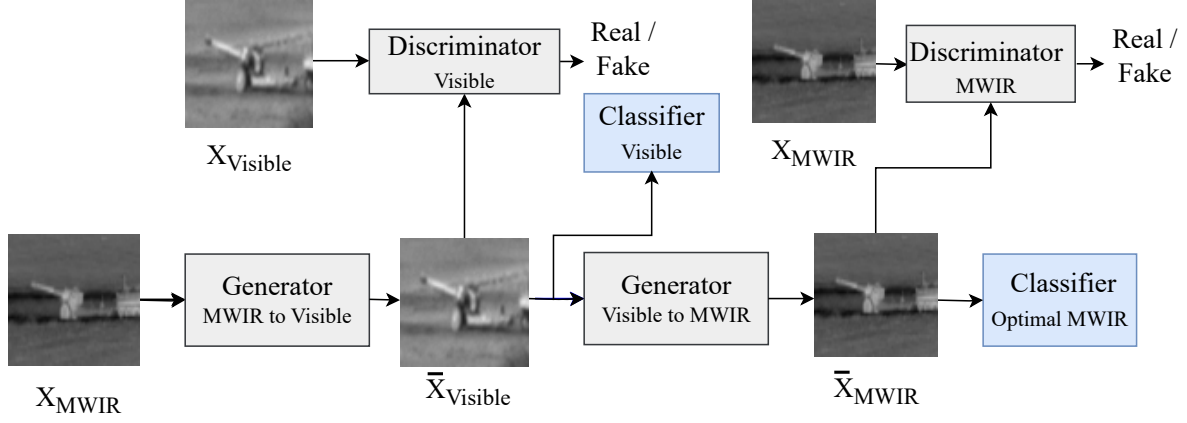 Discriminator
Visible
Real /
Fake
X_Visible
Classifier
Visible
Discriminator
MWIR
Real /
Fake
X_MWIR
X_MWIR
Generator
MWIR to Visible
X̄_Visible
Generator
Visible to MWIR
X̄_MWIR
Classifier
Optimal MWIR